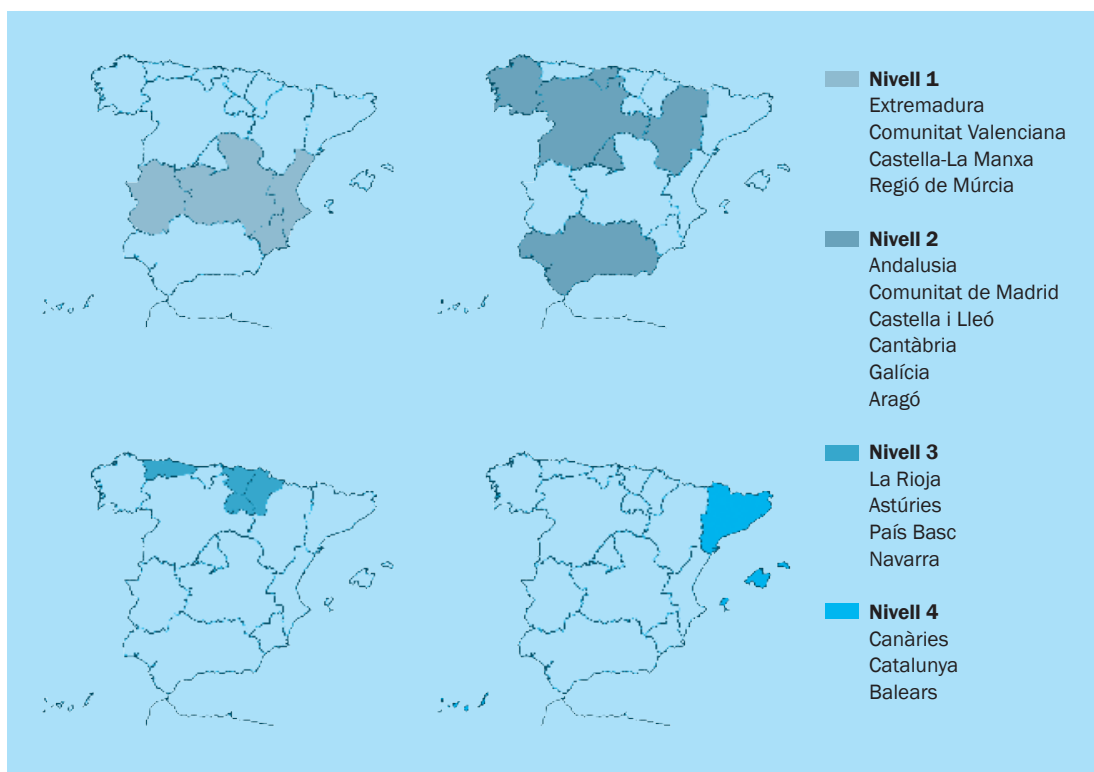 Nivell 1
Extremadura
Comunitat Valenciana
Castella-La Manxa
Regió de Múrcia
Nivell 2
Andalusia
Comunitat de Madrid
Castella i Lleó
Cantàbria
Galícia
Aragó
Nivell 3
La Rioja
Astúries
País Basc
Navarra
Nivell 4
Canàries
Catalunya
Balears